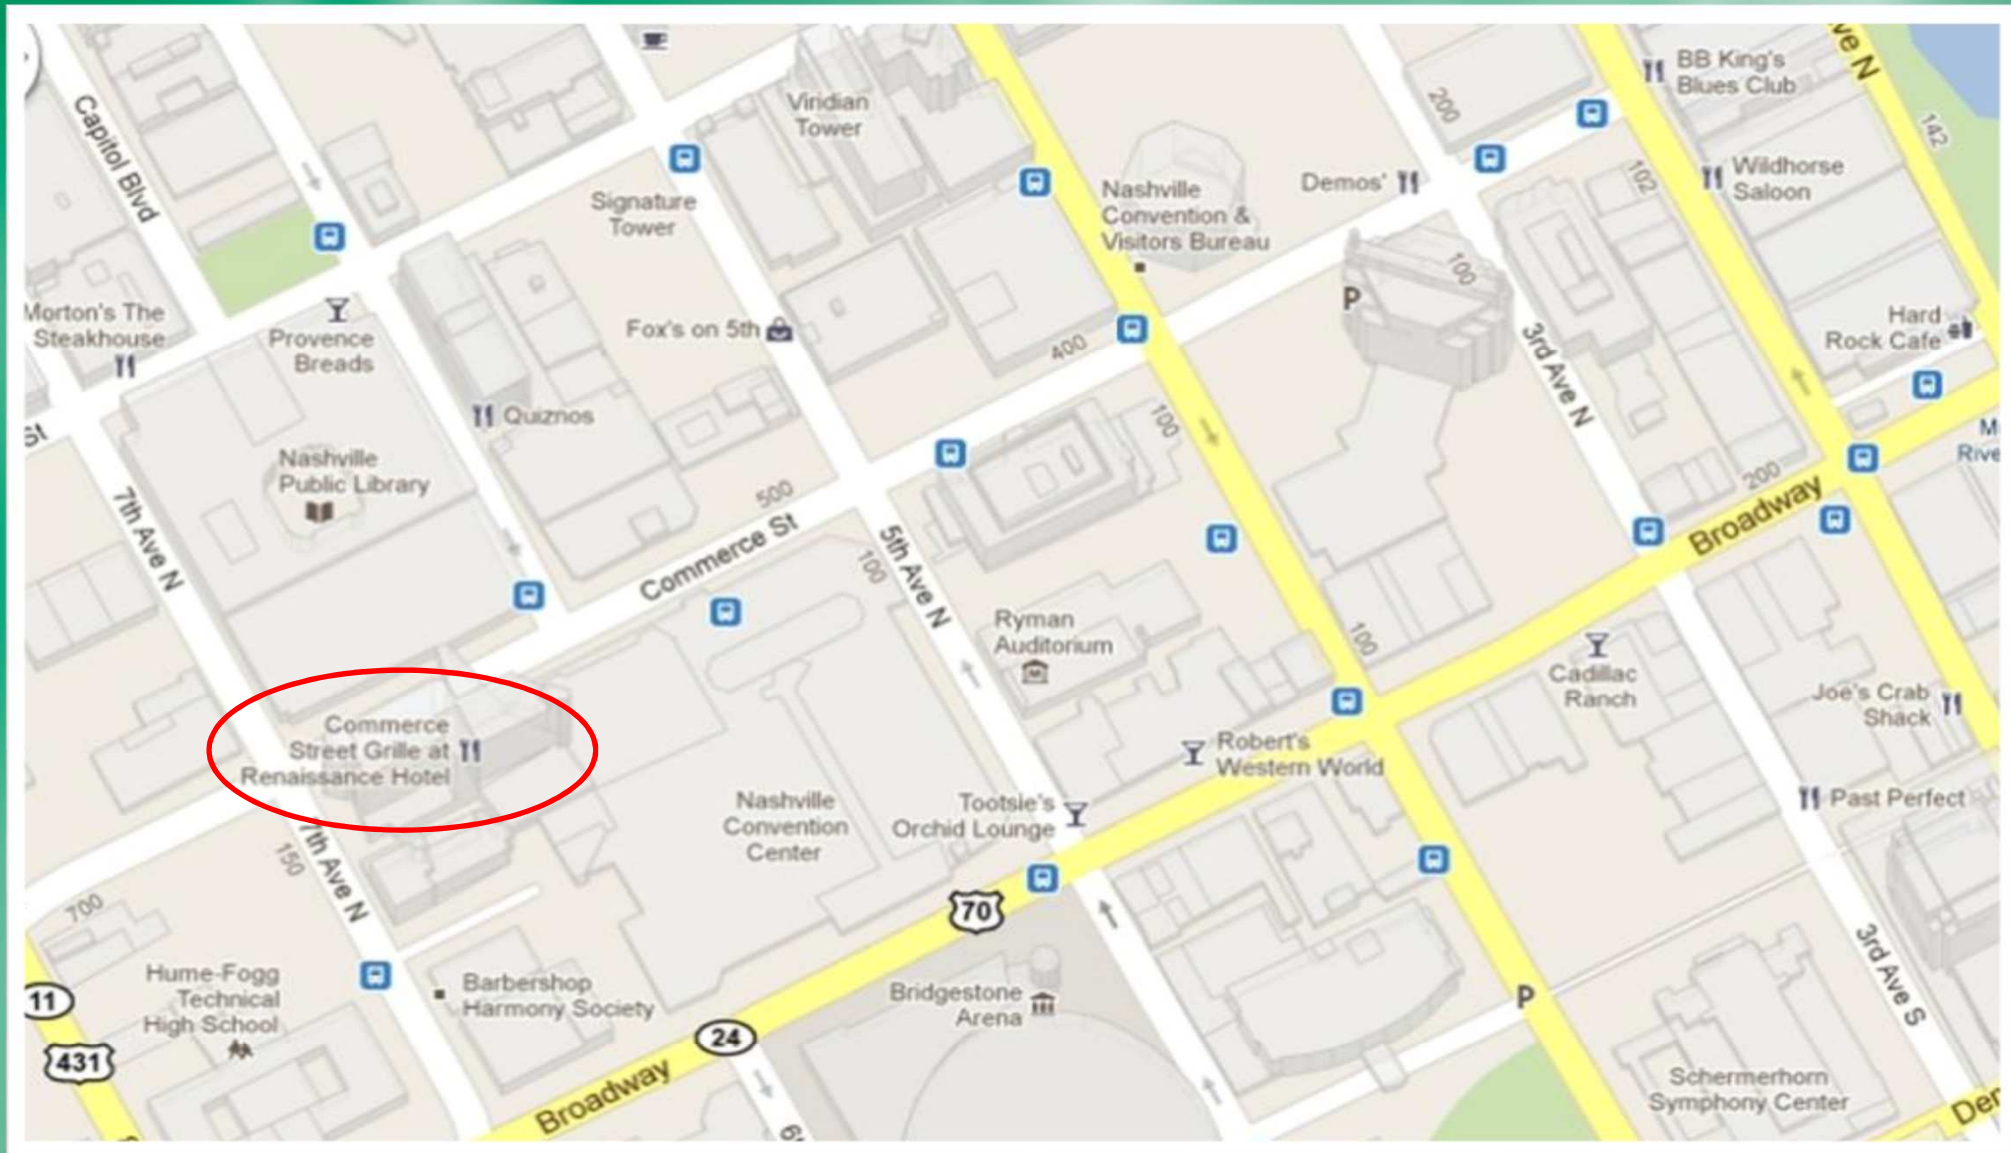 BB King's
Blues Club
ve N
Capitol Blvd
Viridian
Tower
200
142
Signature
Tower
Nashville
Convention &
Visitors Bureau
Demos'
102
Wildhorse
Saloon
Morton's The
Steakhouse
Provence
Breads
Fox's on 5th
400
P
100
3rd Ave N
Hard
Rock Cafe
St
Quiznos
100
Nashville
Public Library
7th Ave N
500
Commerce St
5th Ave N
100
200
Broadway
M
Rive
Ryman
Auditorium
100
Cadillac
Ranch
Joe's Crab
Shack
Commerce
Street Grille at
Renaissance Hotel
Robert's
Western World
Nashville
Convention
Center
Tootsie's
Orchid Lounge
Past Perfect
150
7th Ave N
700
70
11
431
Hume-Fogg
Technical
High School
Barbershop
Harmony Society
24
Broadway
Bridgestone
Arena
P
3rd Ave S
Schermerhorn
Symphony Center
Der